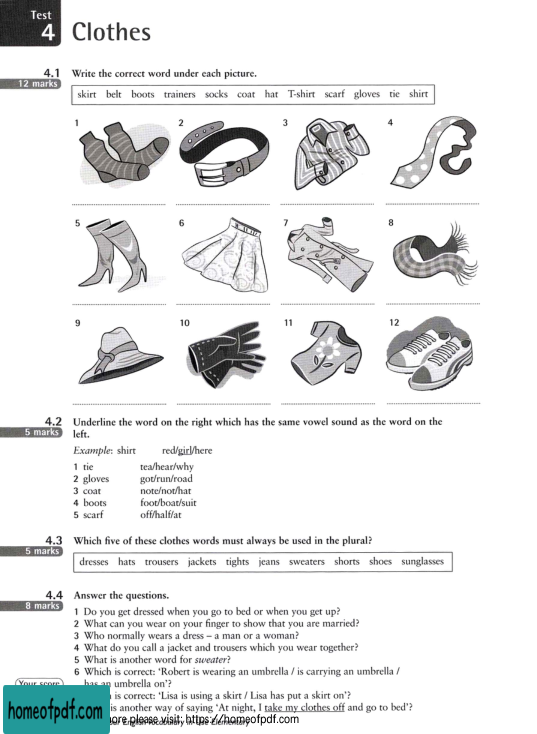 Test
4 Clothes
4.1 Write the correct word under each picture.
12 marks
skirt belt boots trainers socks coat hat T-shirt scarf gloves tie shirt
1 2 3 4
5 6 7 8
9 10 11 12
4.2 Underline the word on the right which has the same vowel sound as the word on the
5 marks left.
Example: shirt red/girl/here
1 tie tea/hear/why
2 gloves got/run/road
3 coat note/not/hat
4 boots foot/boat/suit
5 scarf off/half/at
4.3 Which five of these clothes words must always be used in the plural?
5 marks
dresses hats trousers jackets tights jeans sweaters shorts shoes sunglasses
4.4 Answer the questions.
8 marks
1 Do you get dressed when you go to bed or when you get up?
2 What can you wear on your finger to show that you are married?
3 Who normally wears a dress – a man or a woman?
4 What do you call a jacket and trousers which you wear together?
5 What is another word for sweater?
6 Which is correct: 'Robert is wearing an umbrella / is carrying an umbrella /
has an umbrella on'?
Your score
is correct: 'Lisa is using a skirt / Lisa has put a skirt on'?
is another way of saying 'At night, I take my clothes off and go to bed'?
homeofpdf.com
please visit: https://homeofpdf.com